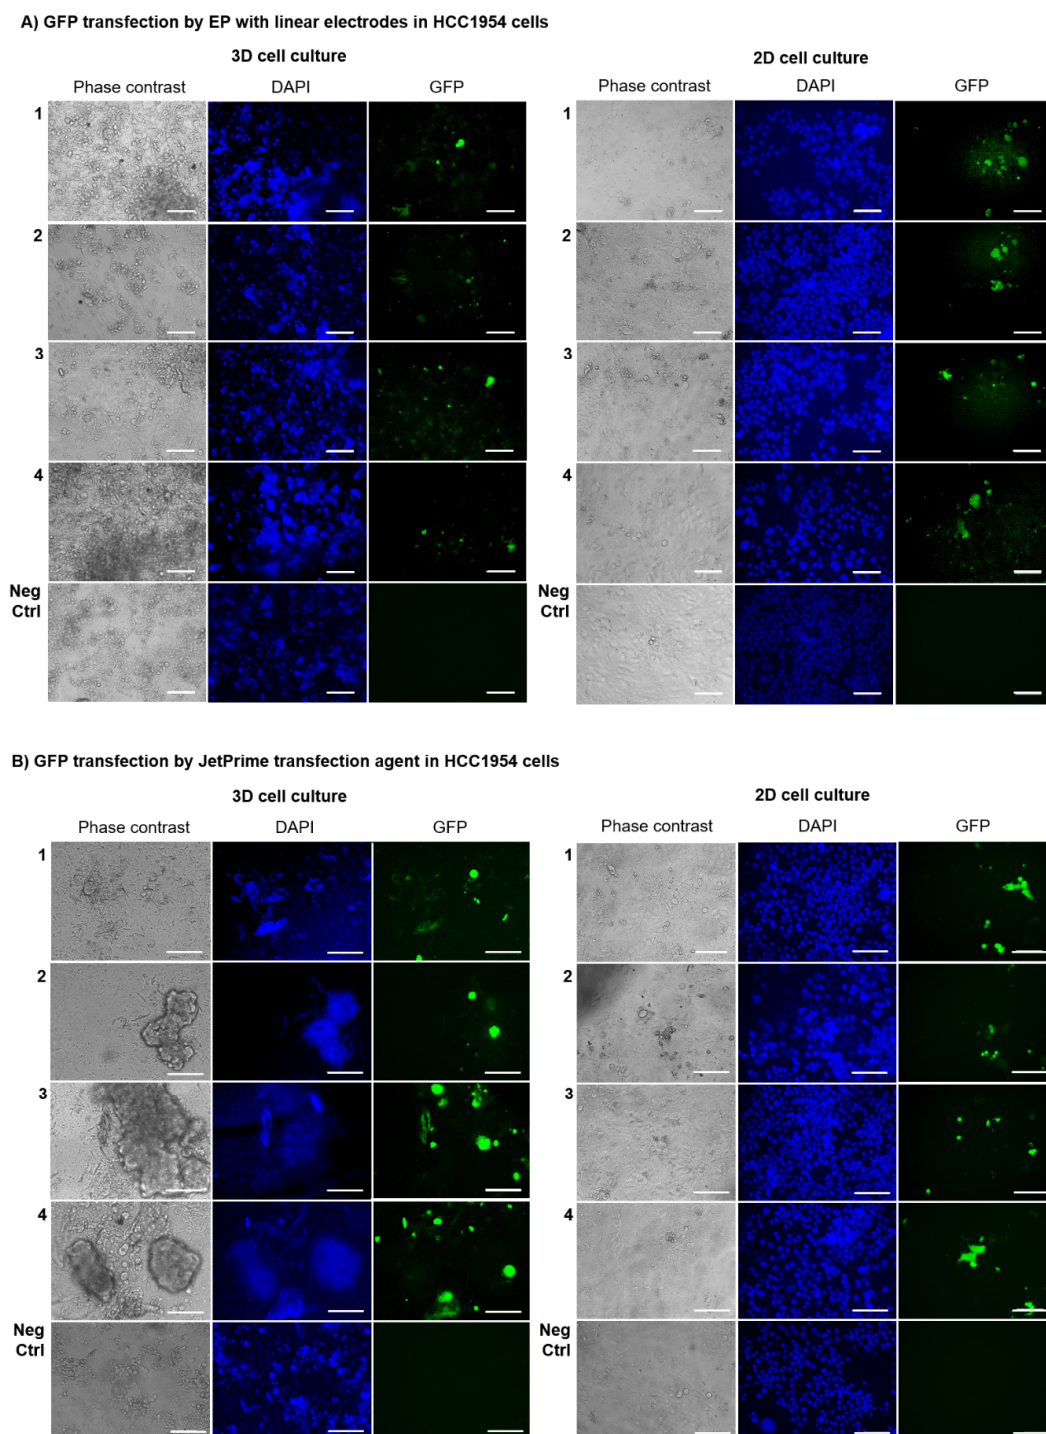 A) GFP transfection by EP with linear electrodes in HCC1954 cells
3D cell culture
2D cell culture
Phase contrast DAPI GFP
Phase contrast DAPI GFP
1
1
2
2
3
3
4
4
Neg
Ctrl
Neg
Ctrl
B) GFP transfection by JetPrime transfection agent in HCC1954 cells
3D cell culture
2D cell culture
Phase contrast DAPI GFP
Phase contrast DAPI GFP
1
1
2
2
3
3
4
4
Neg
Ctrl
Neg
Ctrl